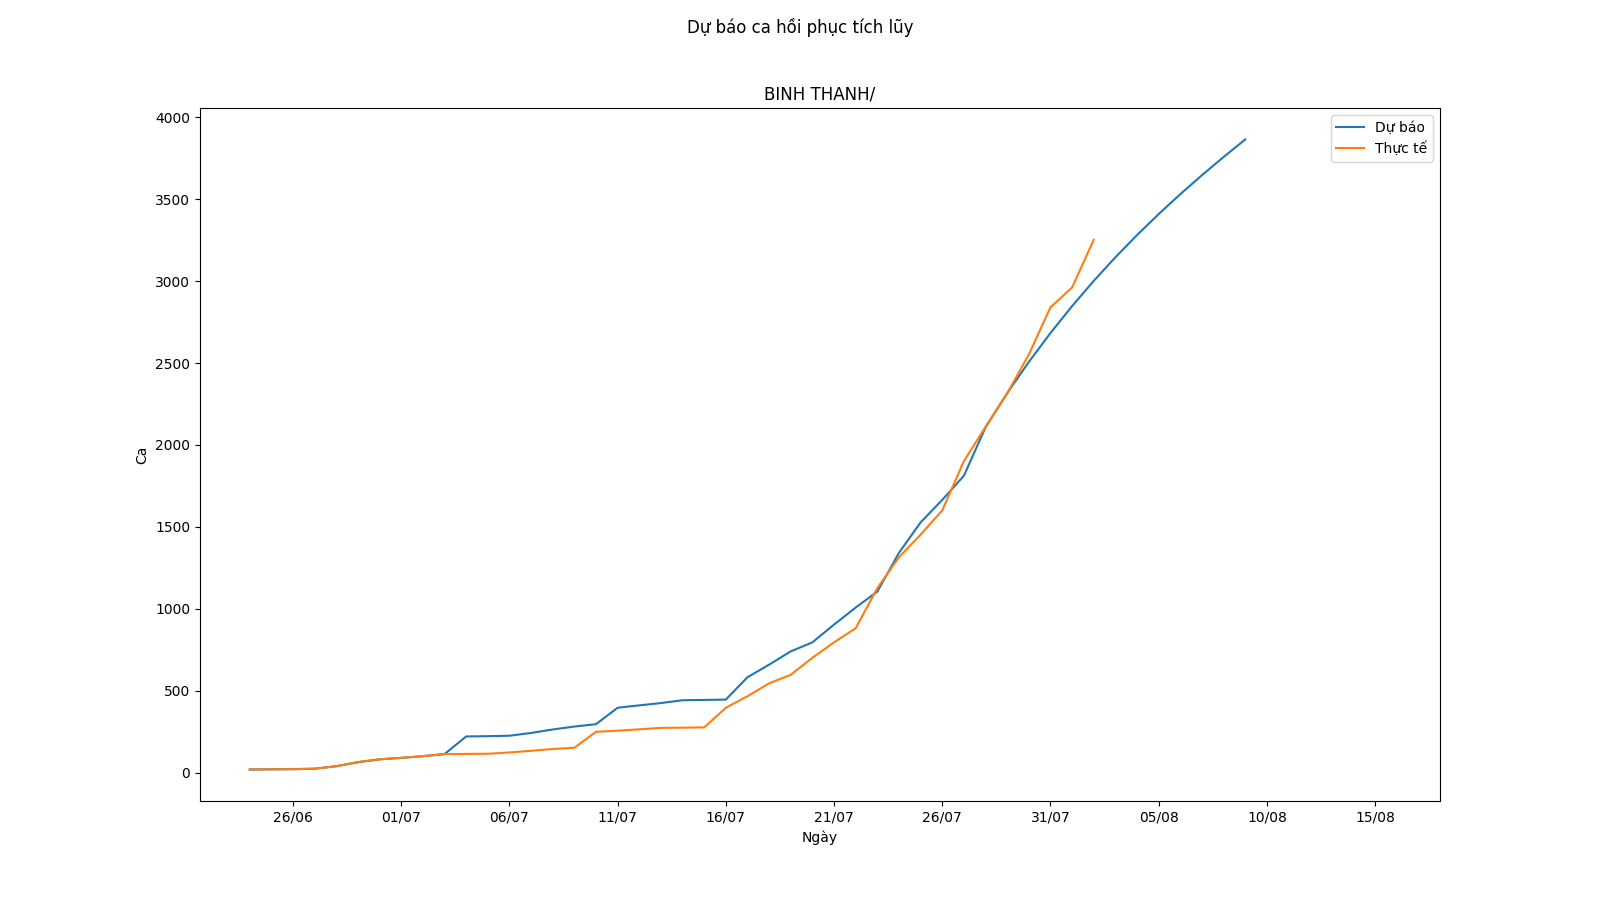 Dự báo ca hồi phục tích lũy
BINH THANH/
Dự báo
Thực tế
4000
3500
3000
2500
2000
1500
1000
500
0
Ca
26/06 01/07 06/07 11/07 16/07 21/07 26/07 31/07 05/08 10/08 15/08
Ngày